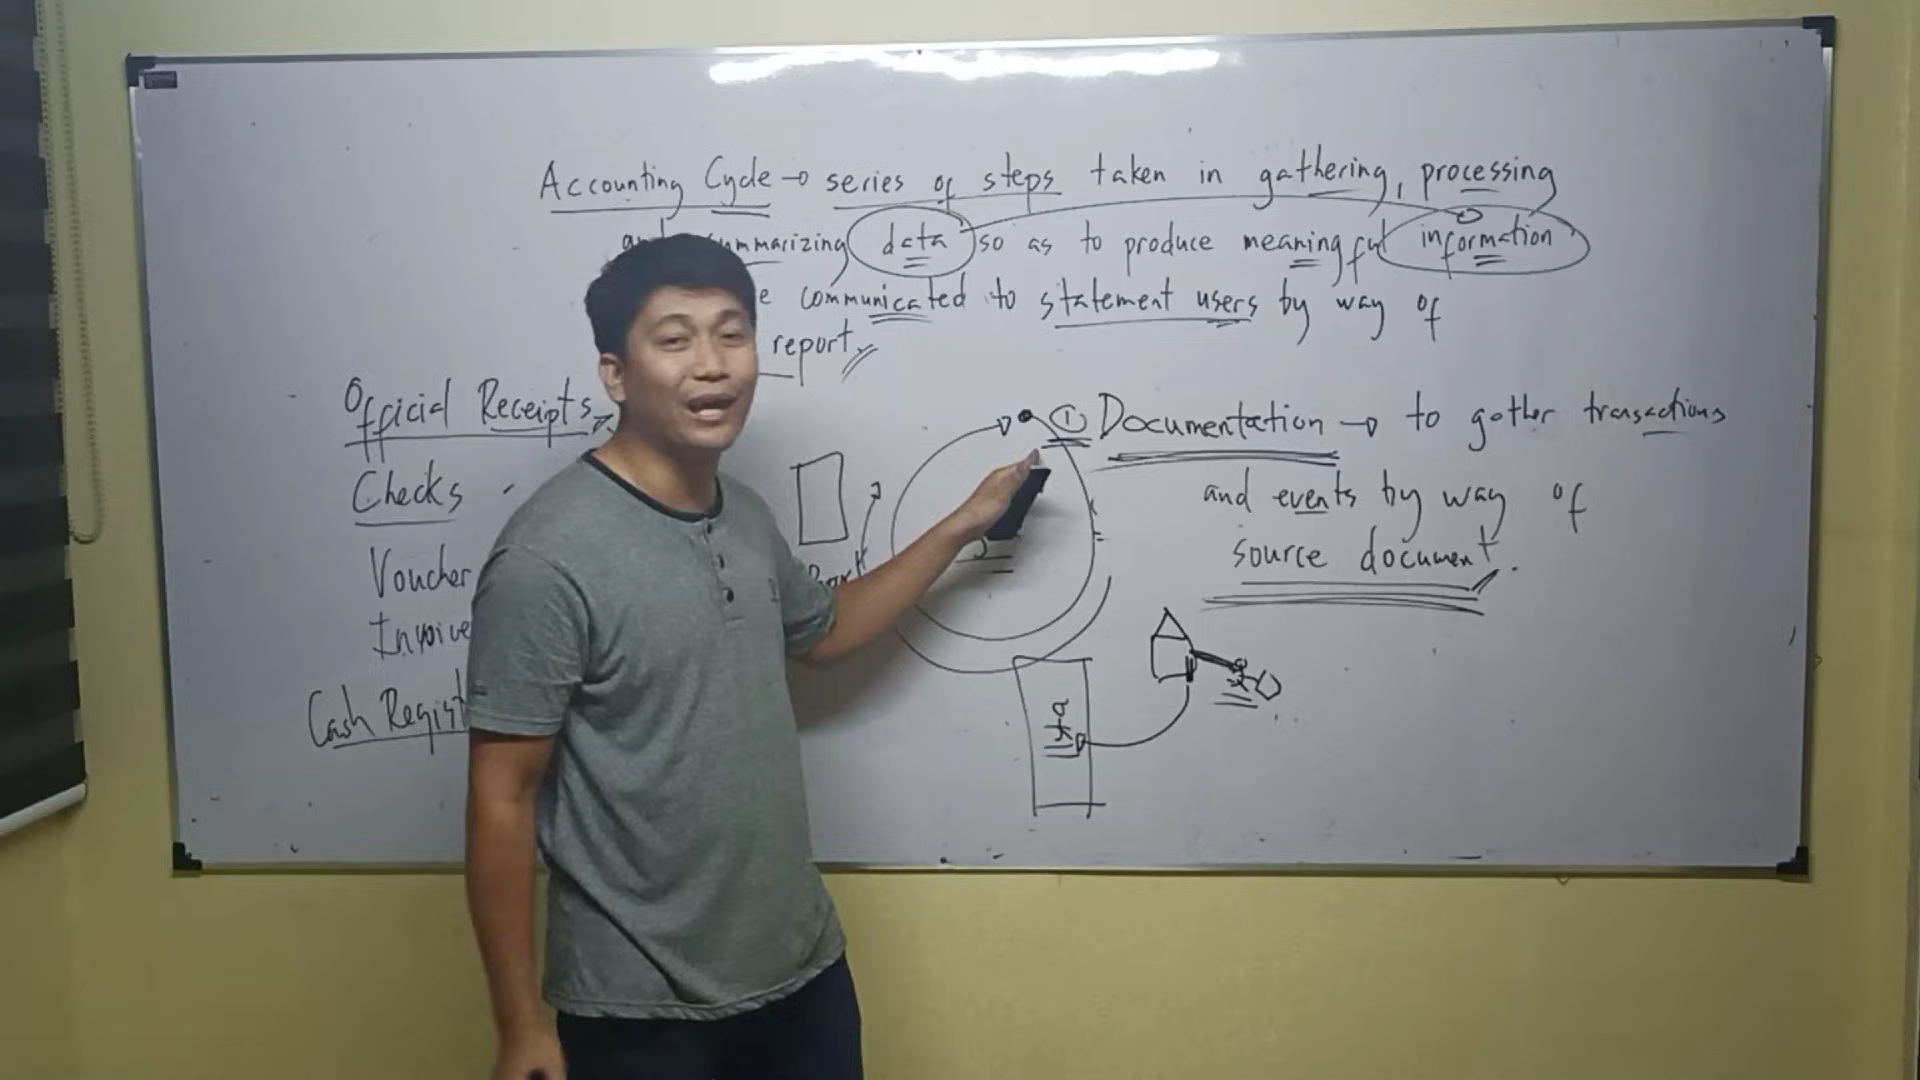 Accounting Cycle → series of steps taken in gathering, processing
summarizing data so as to produce meaningful information
communicated to statement users by way of
report.
Official Receipts
Checks
Voucher
Invoice
Cash Regist
① Documentation → to gather transactions
and events by way of
source document.